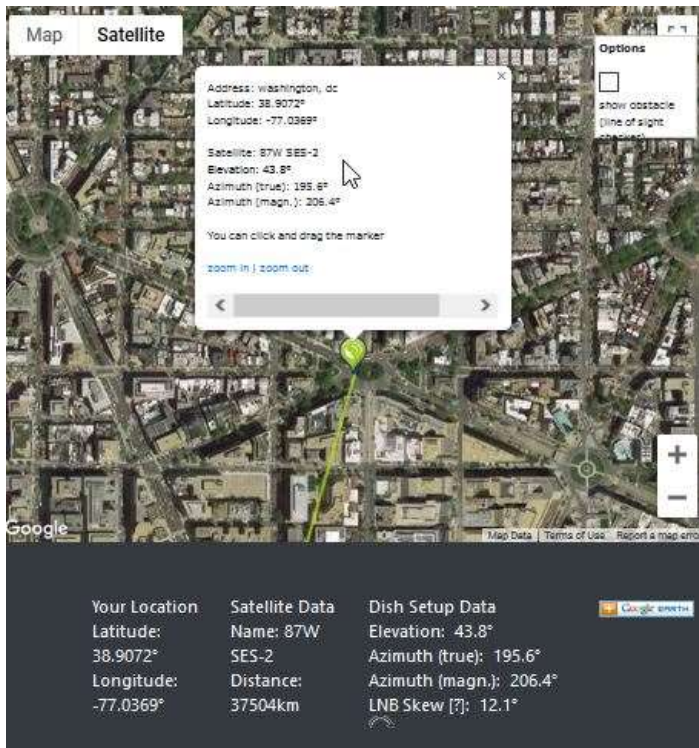 Map Satellite
Options
show obstacle
(line of sight
checker)
×
Address: washington, dc
Latitude: 38.9072°
Longitude: -77.0369°
Satellite: 87W SES-2
Elevation: 43.8°
Azimuth (true): 195.6°
Azimuth (magn.): 206.4°
You can click and drag the marker
zoom in | zoom out
+
−
Google
Map Data Terms of Use Report a map erro
Your Location
Latitude:
38.9072°
Longitude:
-77.0369°
Satellite Data
Name: 87W
SES-2
Distance:
37504km
Dish Setup Data
Elevation: 43.8°
Azimuth (true): 195.6°
Azimuth (magn.): 206.4°
LNB Skew [?]: 12.1°
Google EARTH